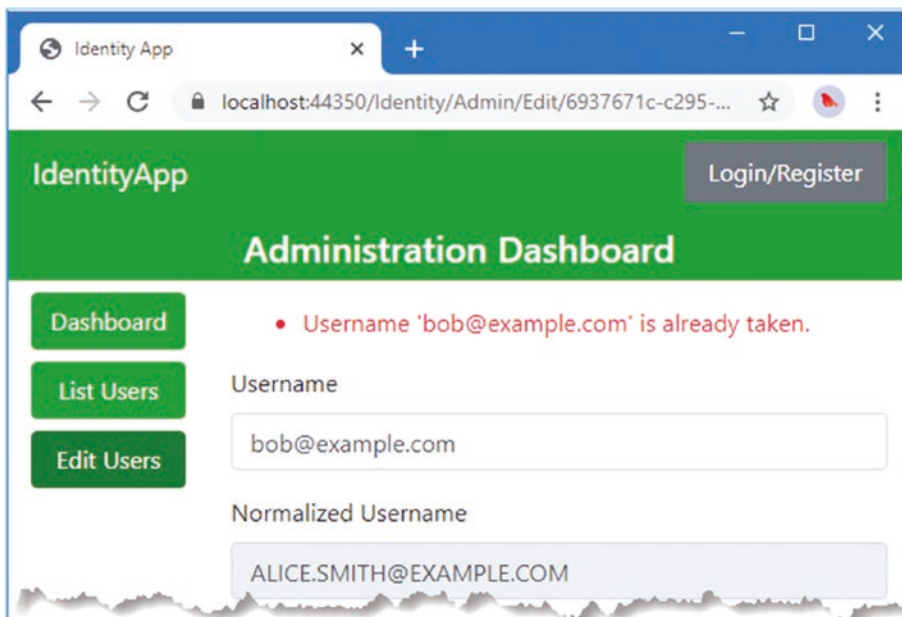 Identity App
localhost:44350/Identity/Admin/Edit/6937671c-c295-...
IdentityApp
Login/Register
Administration Dashboard
Dashboard
• Username 'bob@example.com' is already taken.
List Users
Username
bob@example.com
Edit Users
Normalized Username
ALICE.SMITH@EXAMPLE.COM